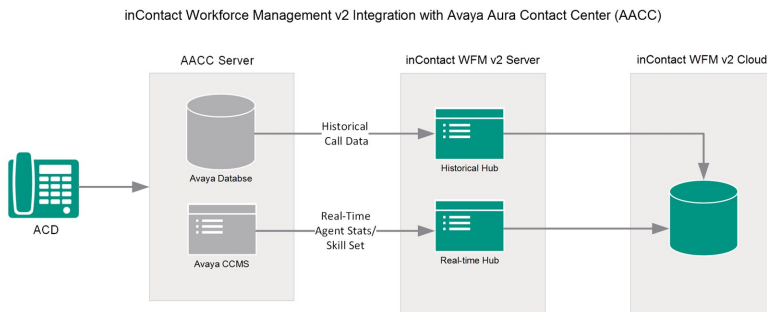 inContact Workforce Management v2 Integration with Avaya Aura Contact Center (AACC)
AACC Server
inContact WFM v2 Server
inContact WFM v2 Cloud
Historical
Call Data
Avaya Databse
Historical Hub
ACD
Real-Time
Agent Stats/
Skill Set
Avaya CCMS
Real-time Hub